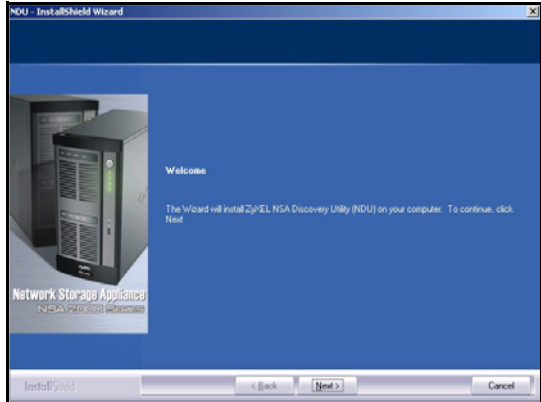 NDU - InstallShield Wizard
Welcome
The Wizard will install ZyXEL NSA Discovery Utility (NDU) on your computer. To continue, click
Next
Network Storage Appliance
NSA 2000 Series
InstallShield
< Back
Next >
Cancel